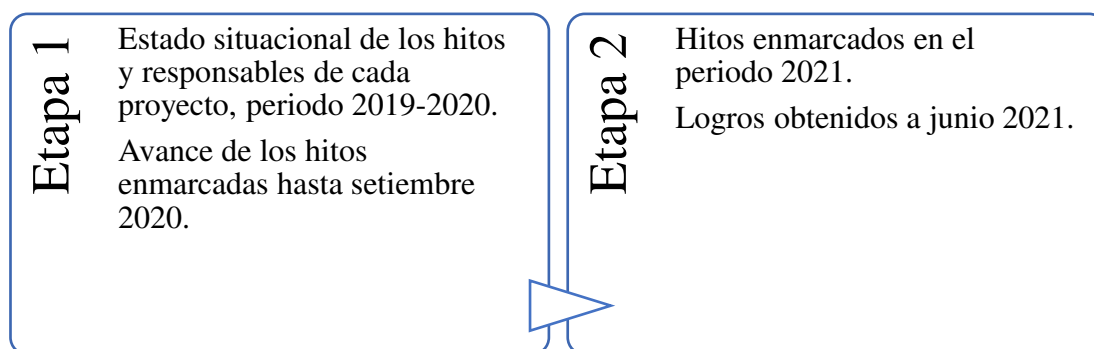 Etapa 1
Estado situacional de los hitos
y responsables de cada
proyecto, periodo 2019-2020.
Avance de los hitos
enmarcadas hasta setiembre
2020.
Etapa 2
Hitos enmarcados en el
periodo 2021.
Logros obtenidos a junio 2021.